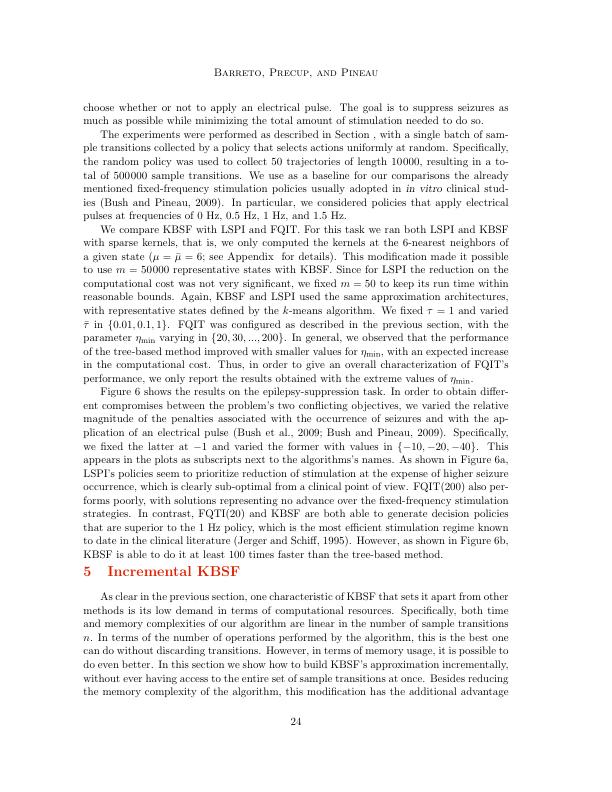 BARRETO, PRECUP, AND PINEAU
choose whether or not to apply an electrical pulse. The goal is to suppress seizures as
much as possible while minimizing the total amount of stimulation needed to do so.
The experiments were performed as described in Section , with a single batch of sam-
ple transitions collected by a policy that selects actions uniformly at random. Specifically,
the random policy was used to collect 50 trajectories of length 10000, resulting in a to-
tal of 500000 sample transitions. We use as a baseline for our comparisons the already
mentioned fixed-frequency stimulation policies usually adopted in in vitro clinical stud-
ies (Bush and Pineau, 2009). In particular, we considered policies that apply electrical
pulses at frequencies of 0 Hz, 0.5 Hz, 1 Hz, and 1.5 Hz.
We compare KBSF with LSPI and FQIT. For this task we ran both LSPI and KBSF
with sparse kernels, that is, we only computed the kernels at the 6-nearest neighbors of
a given state (μ = μ̄ = 6; see Appendix for details). This modification made it possible
to use m = 50000 representative states with KBSF. Since for LSPI the reduction on the
computational cost was not very significant, we fixed m = 50 to keep its run time within
reasonable bounds. Again, KBSF and LSPI used the same approximation architectures,
with representative states defined by the k-means algorithm. We fixed τ = 1 and varied
τ̄ in {0.01, 0.1, 1}. FQIT was configured as described in the previous section, with the
parameter ηmin varying in {20, 30, ..., 200}. In general, we observed that the performance
of the tree-based method improved with smaller values for ηmin, with an expected increase
in the computational cost. Thus, in order to give an overall characterization of FQIT's
performance, we only report the results obtained with the extreme values of ηmin.
Figure 6 shows the results on the epilepsy-suppression task. In order to obtain differ-
ent compromises between the problem's two conflicting objectives, we varied the relative
magnitude of the penalties associated with the occurrence of seizures and with the ap-
plication of an electrical pulse (Bush et al., 2009; Bush and Pineau, 2009). Specifically,
we fixed the latter at −1 and varied the former with values in {−10, −20, −40}. This
appears in the plots as subscripts next to the algorithms's names. As shown in Figure 6a,
LSPI's policies seem to prioritize reduction of stimulation at the expense of higher seizure
occurrence, which is clearly sub-optimal from a clinical point of view. FQIT(200) also per-
forms poorly, with solutions representing no advance over the fixed-frequency stimulation
strategies. In contrast, FQTI(20) and KBSF are both able to generate decision policies
that are superior to the 1 Hz policy, which is the most efficient stimulation regime known
to date in the clinical literature (Jerger and Schiff, 1995). However, as shown in Figure 6b,
KBSF is able to do it at least 100 times faster than the tree-based method.
5 Incremental KBSF
As clear in the previous section, one characteristic of KBSF that sets it apart from other
methods is its low demand in terms of computational resources. Specifically, both time
and memory complexities of our algorithm are linear in the number of sample transitions
n. In terms of the number of operations performed by the algorithm, this is the best one
can do without discarding transitions. However, in terms of memory usage, it is possible to
do even better. In this section we show how to build KBSF's approximation incrementally,
without ever having access to the entire set of sample transitions at once. Besides reducing
the memory complexity of the algorithm, this modification has the additional advantage
24